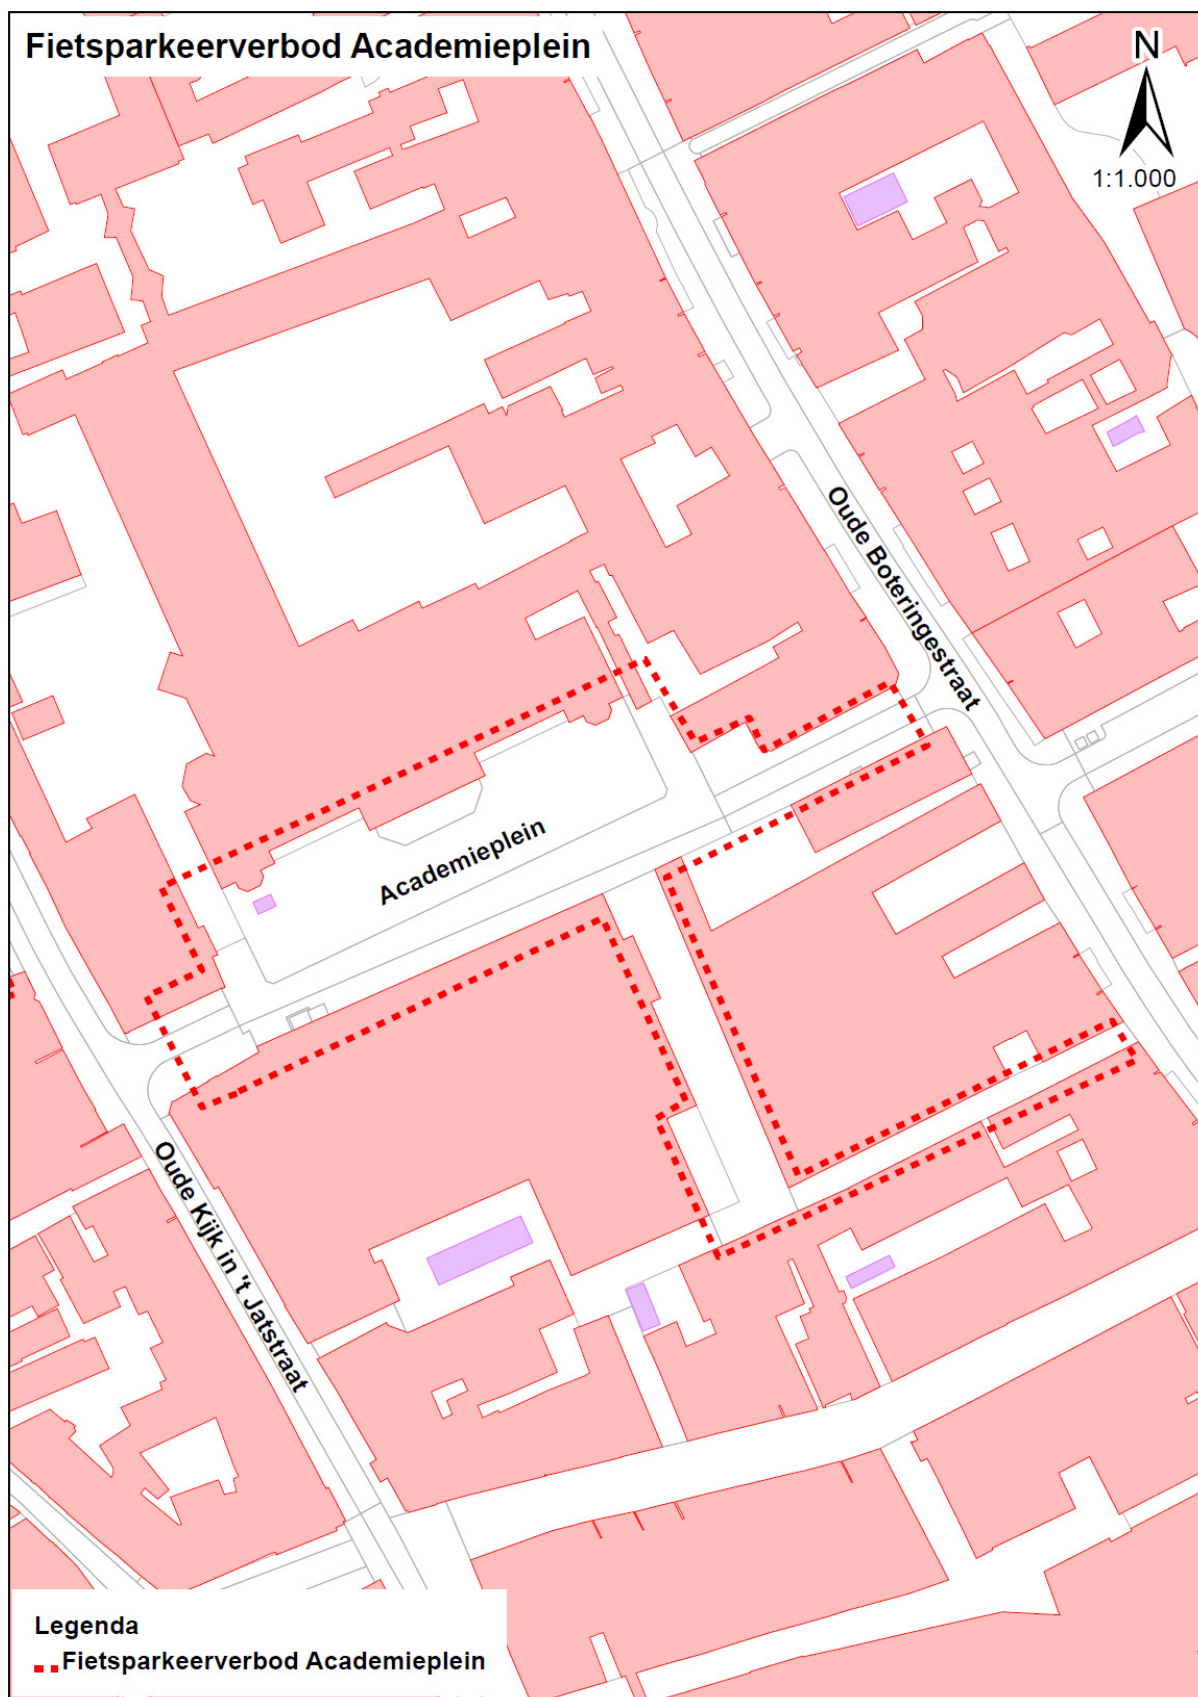 Fietsparkeerverbod Academieplein
N
1:1.000
Oude Boteringestraat
Academieplein
Oude Kijk in 't Jatstraat
Legenda
Fietsparkeerverbod Academieplein